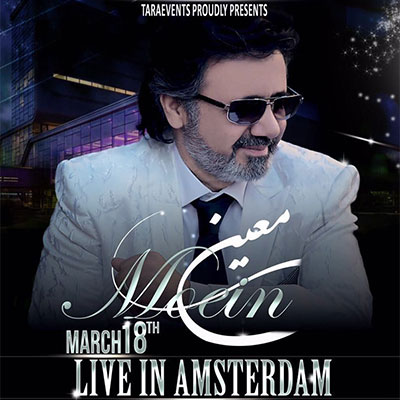 TARAEVENTS PROUDLY PRESENTS
معین
Moein
MARCH 18TH
LIVE IN AMSTERDAM